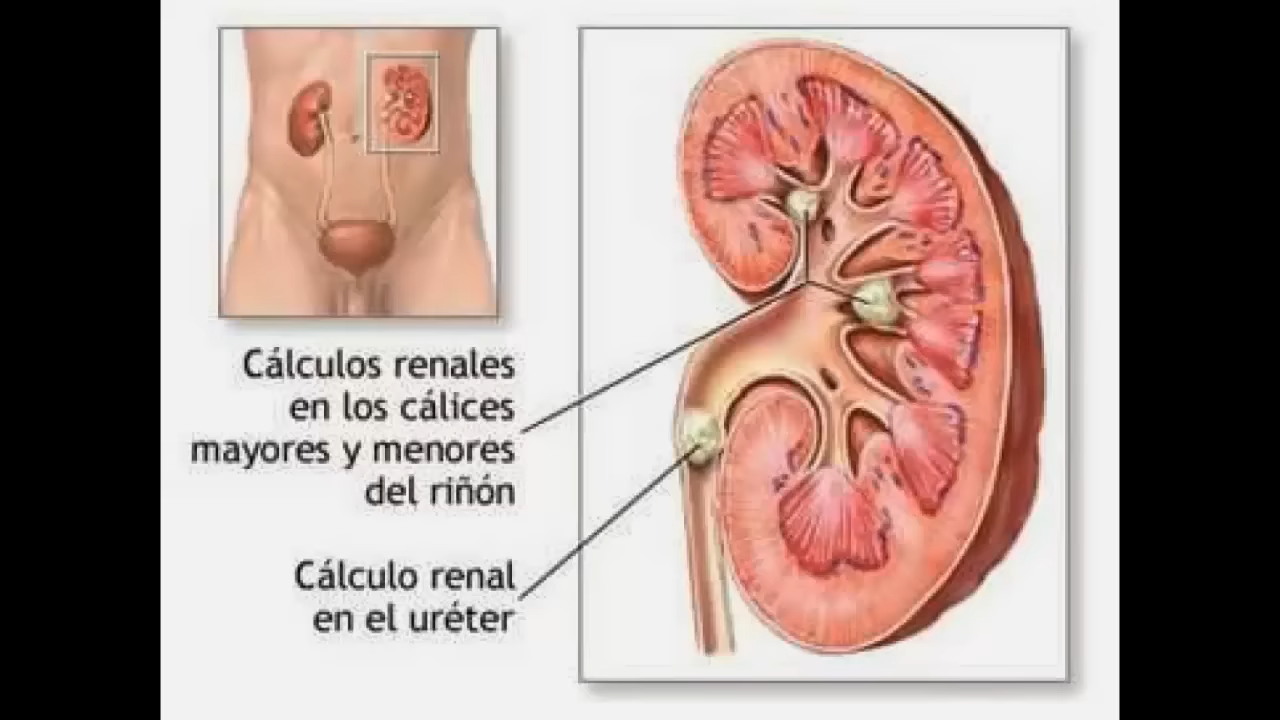 Cálculos renales
en los cálices
mayores y menores
del riñón
Cálculo renal
en el uréter